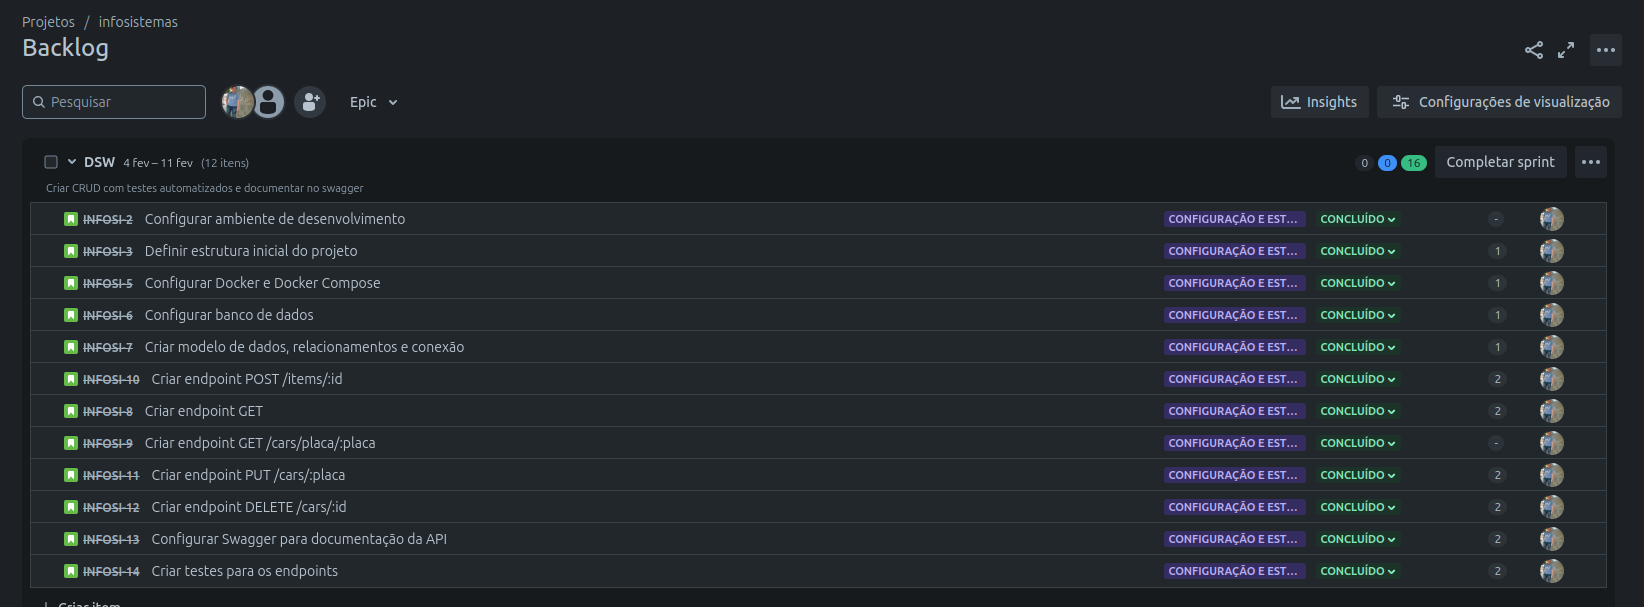 Projetos / infosistemas
Backlog
Pesquisar
Epic
Insights
Configurações de visualização
DSW 4 fev – 11 fev (12 itens)
0 0 16 Completar sprint
Criar CRUD com testes automatizados e documentar no swagger
INFOSI-2 Configurar ambiente de desenvolvimento CONFIGURAÇÃO E EST... CONCLUÍDO -
INFOSI-3 Definir estrutura inicial do projeto CONFIGURAÇÃO E EST... CONCLUÍDO 1
INFOSI-5 Configurar Docker e Docker Compose CONFIGURAÇÃO E EST... CONCLUÍDO 1
INFOSI-6 Configurar banco de dados CONFIGURAÇÃO E EST... CONCLUÍDO 1
INFOSI-7 Criar modelo de dados, relacionamentos e conexão CONFIGURAÇÃO E EST... CONCLUÍDO 1
INFOSI-10 Criar endpoint POST /items/:id CONFIGURAÇÃO E EST... CONCLUÍDO 2
INFOSI-8 Criar endpoint GET CONFIGURAÇÃO E EST... CONCLUÍDO 2
INFOSI-9 Criar endpoint GET /cars/placa/:placa CONFIGURAÇÃO E EST... CONCLUÍDO -
INFOSI-11 Criar endpoint PUT /cars/:placa CONFIGURAÇÃO E EST... CONCLUÍDO 2
INFOSI-12 Criar endpoint DELETE /cars/:id CONFIGURAÇÃO E EST... CONCLUÍDO 2
INFOSI-13 Configurar Swagger para documentação da API CONFIGURAÇÃO E EST... CONCLUÍDO 2
INFOSI-14 Criar testes para os endpoints CONFIGURAÇÃO E EST... CONCLUÍDO 2
Criar item